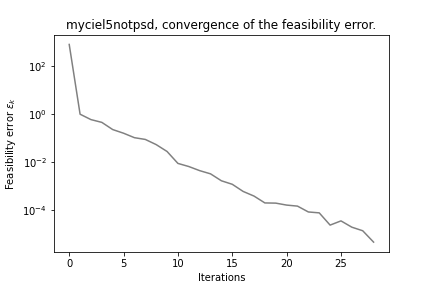 myciel5notpsd, convergence of the feasibility error.
10²
10⁰
10⁻²
10⁻⁴
Feasibility error εₖ
0 5 10 15 20 25
Iterations